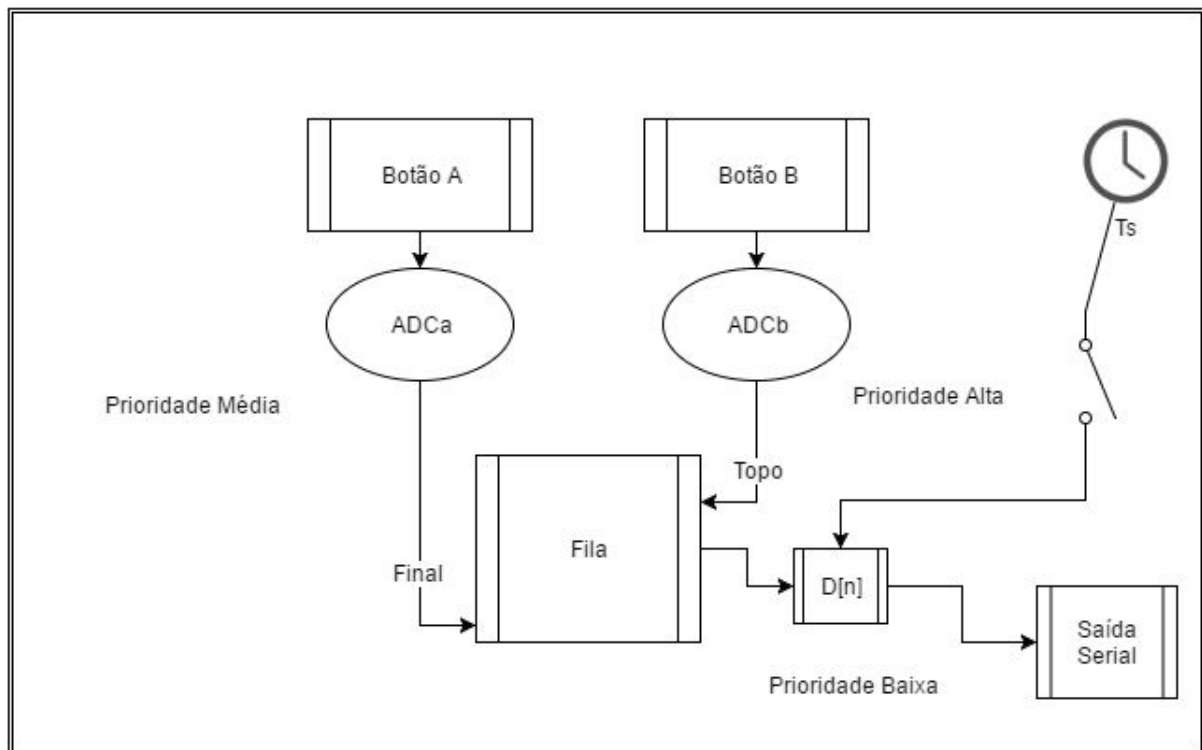 Botão A
Botão B
Ts
ADCa
ADCb
Prioridade Média
Prioridade Alta
Topo
Fila
Final
D[n]
Saída
Serial
Prioridade Baixa